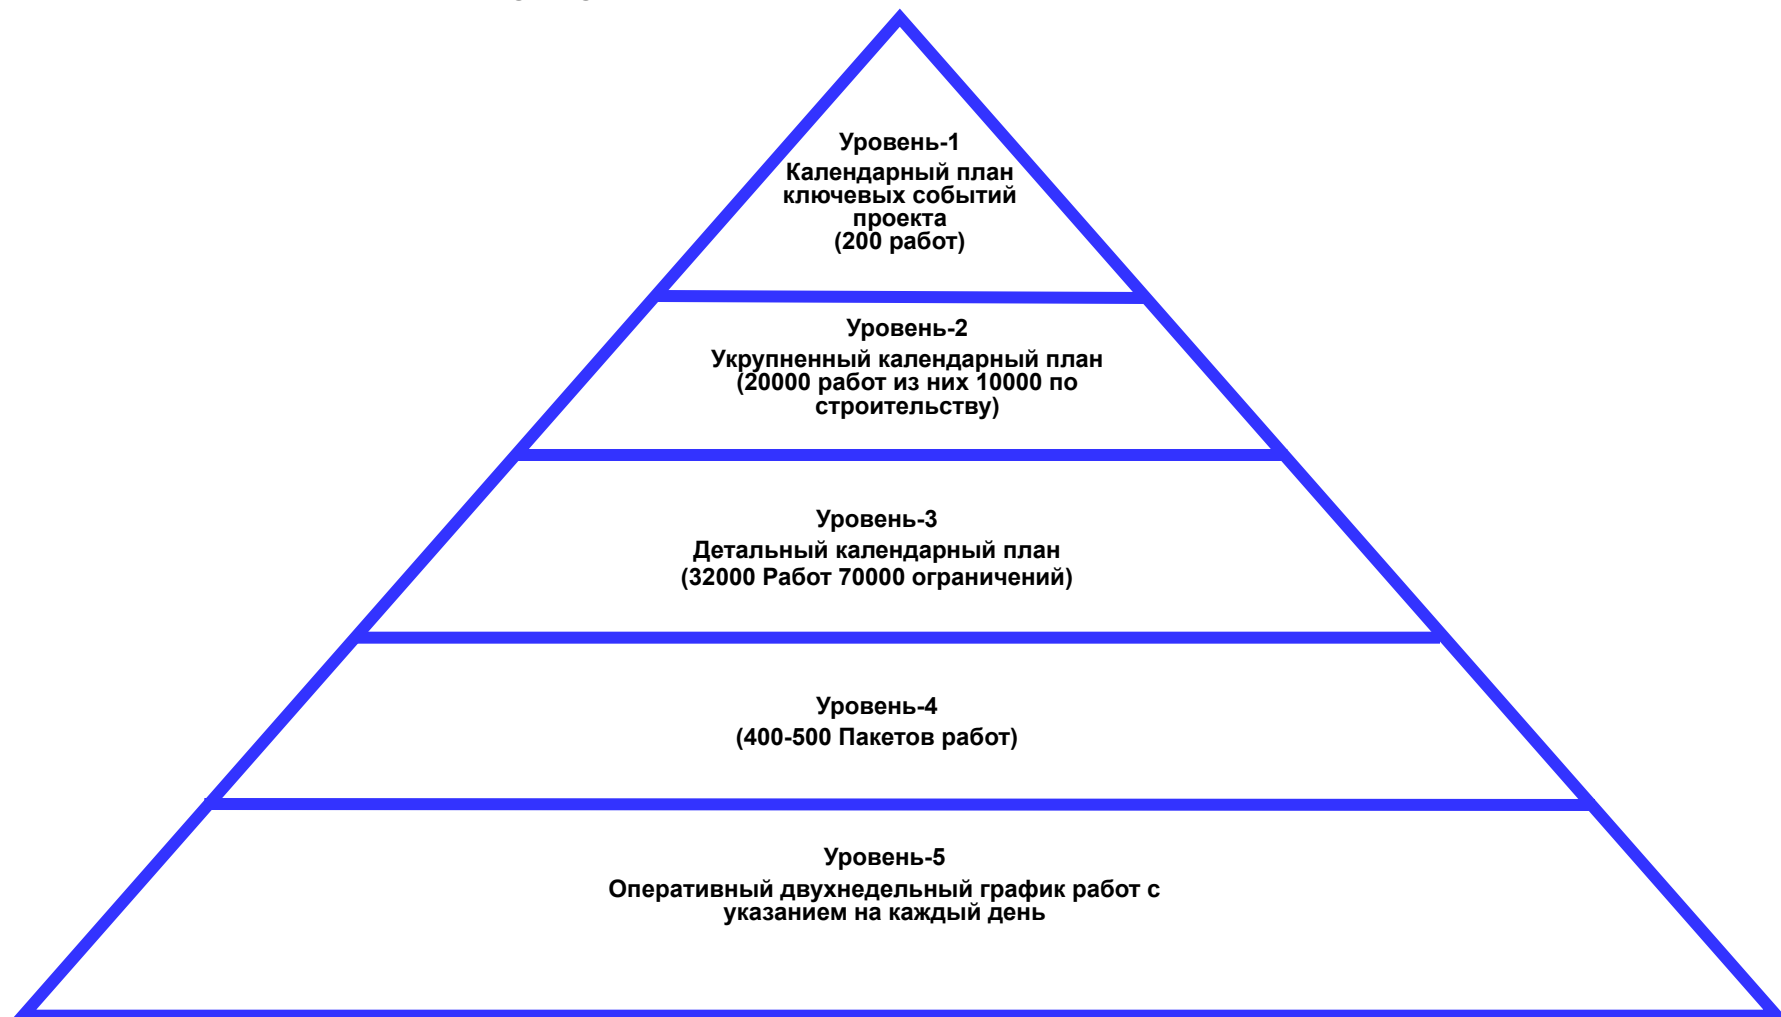 Уровень-1
Календарный план
ключевых событий
проекта
(200 работ)
Уровень-2
Укрупненный календарный план
(20000 работ из них 10000 по
строительству)
Уровень-3
Детальный календарный план
(32000 Работ 70000 ограничений)
Уровень-4
(400-500 Пакетов работ)
Уровень-5
Оперативный двухнедельный график работ с
указанием на каждый день